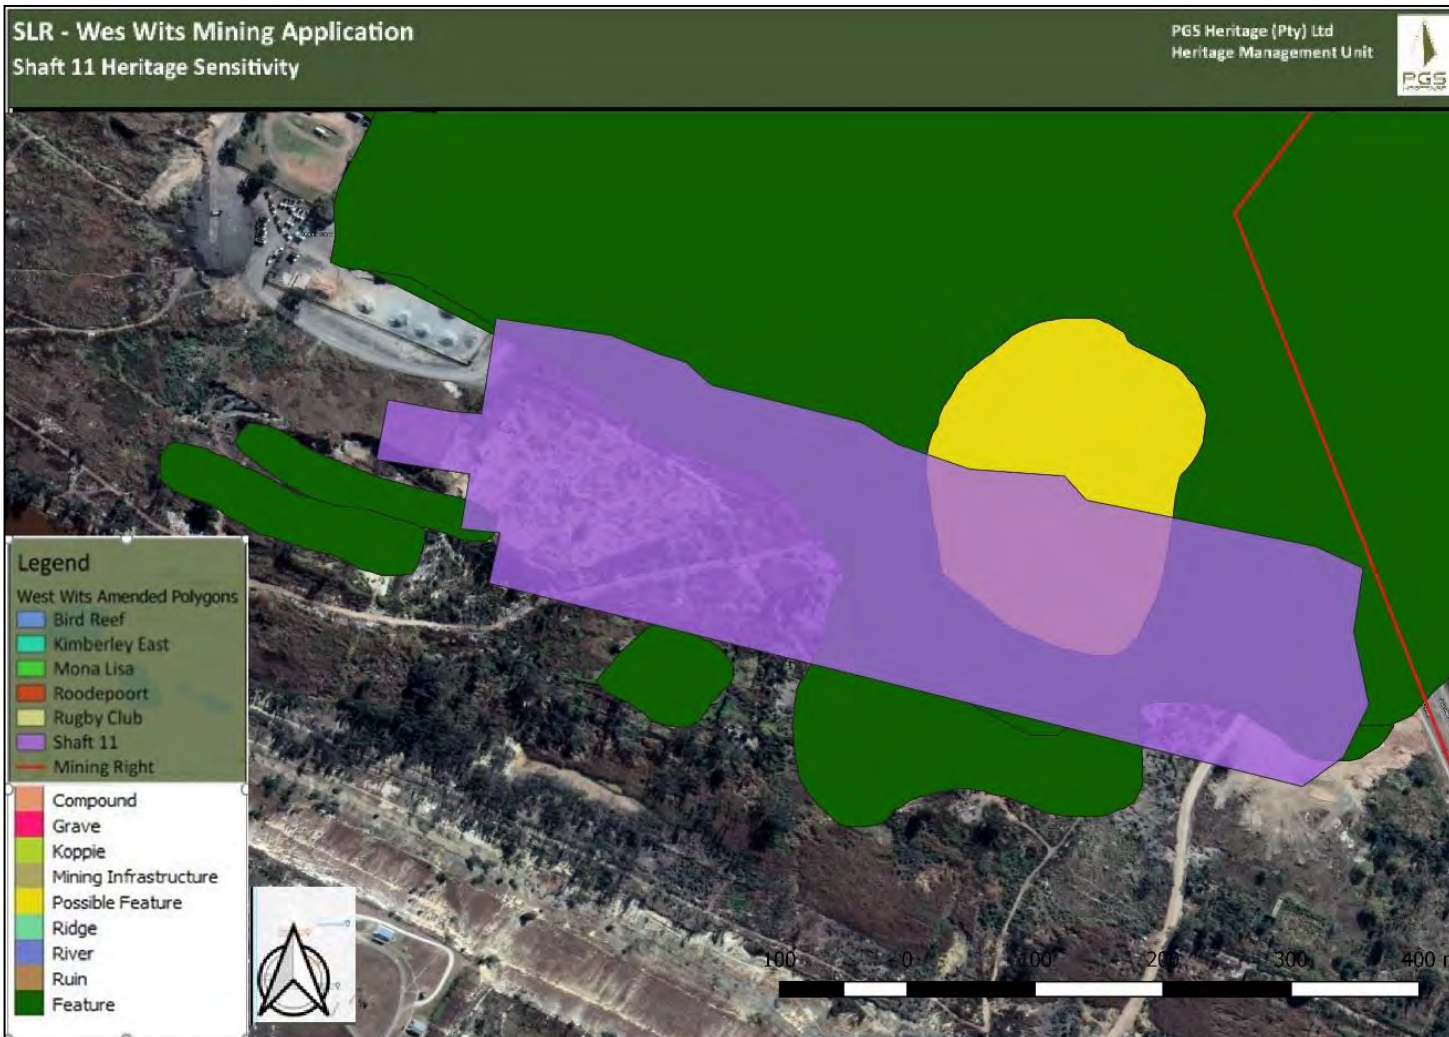 SLR - Wes Wits Mining Application
Shaft 11 Heritage Sensitivity
PGS Heritage (Pty) Ltd
Heritage Management Unit
PGS
Legend
West Wits Amended Polygons
Bird Reef
Kimberley East
Mona Lisa
Roodepoort
Rugby Club
Shaft 11
Mining Right
Compound
Grave
Koppie
Mining Infrastructure
Possible Feature
Ridge
River
Ruin
Feature
100 0 100 200 300 400 m